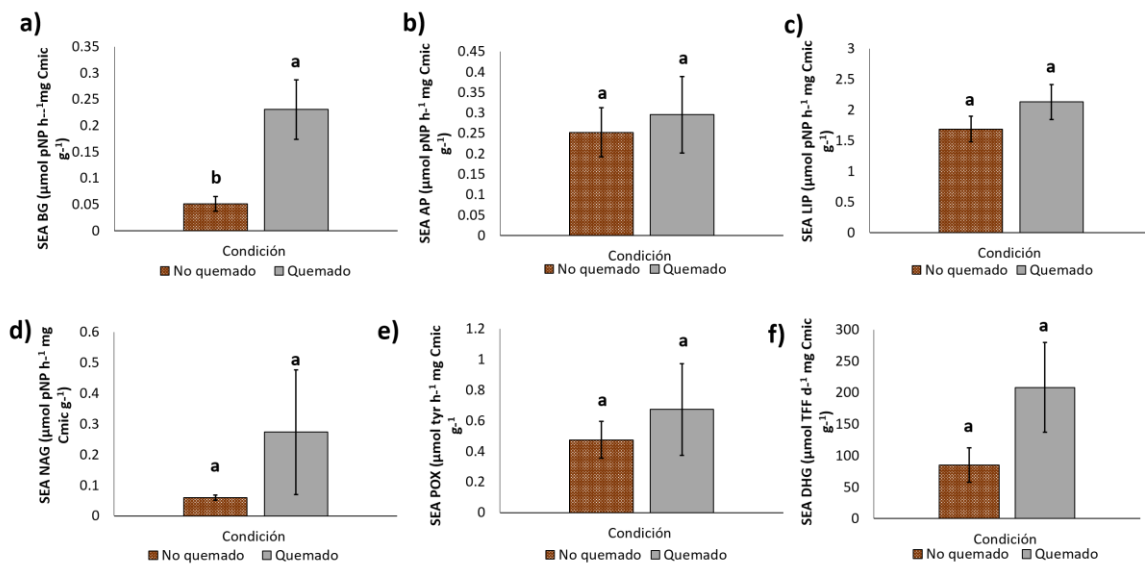 a)
SEA BG (µmol pNP h-⁻¹mg Cmic
g-¹)
0.35
0.3
0.25
0.2
0.15
0.1
0.05
0
b
a
Condición
No quemado Quemado
b)
SEA AP (µmol pNP h-¹ mg Cmic
g-¹)
0.45
0.4
0.35
0.3
0.25
0.2
0.15
0.1
0.05
0
a
a
Condición
No quemado Quemado
c)
SEA LIP (µmol pNP h-¹ mg Cmic
g-¹)
3
2.5
2
1.5
1
0.5
0
a
a
Condición
No quemado Quemado
d)
SEA NAG (µmol pNP h-¹ mg
Cmic g-¹)
0.6
0.5
0.4
0.3
0.2
0.1
0
a
a
Condición
No quemado Quemado
e)
SEA POX (µmol tyr h-¹ mg Cmic
g-¹
1.2
1
0.8
0.6
0.4
0.2
0
a
a
Condición
No quemado Quemado
f)
SEA DHG (µmol TFF d-¹ mg Cmic
g-¹)
300
250
200
150
100
50
0
a
a
Condición
No quemado Quemado